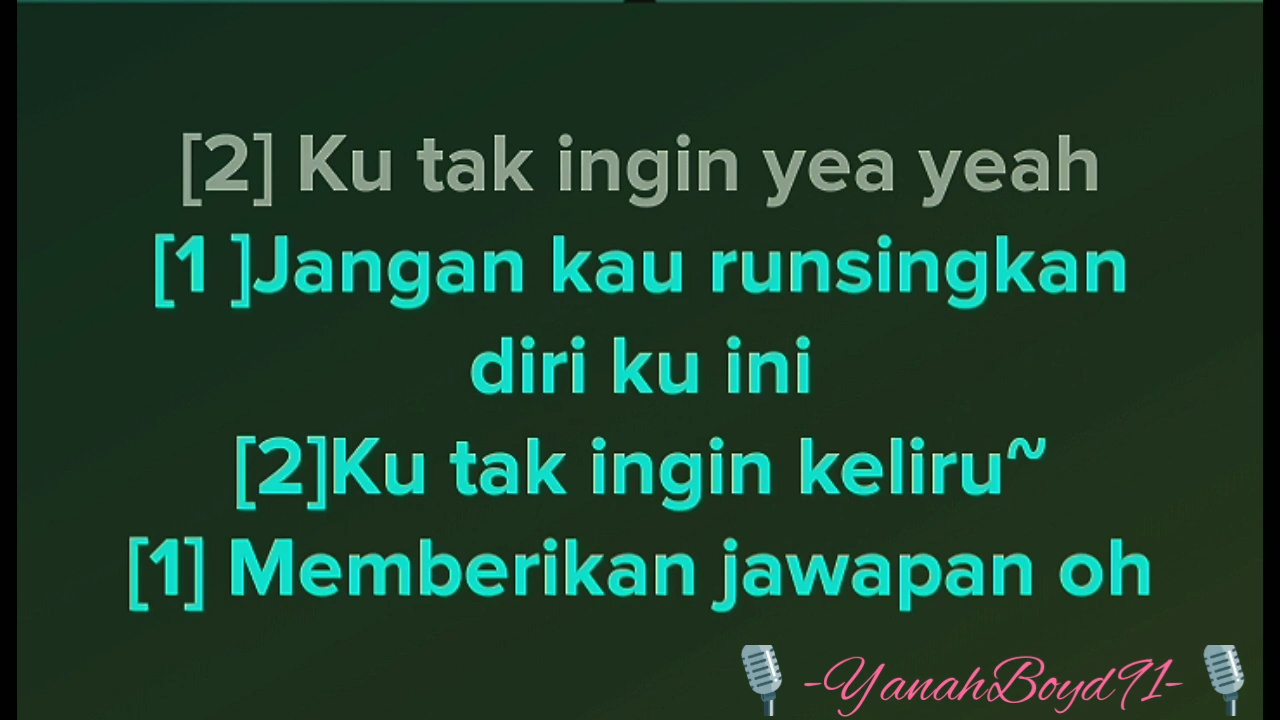 [2] Ku tak ingin yea yeah
[1 ]Jangan kau runsingkan
diri ku ini
[2]Ku tak ingin keliru~
[1] Memberikan jawapan oh
-YanahBoyd91-